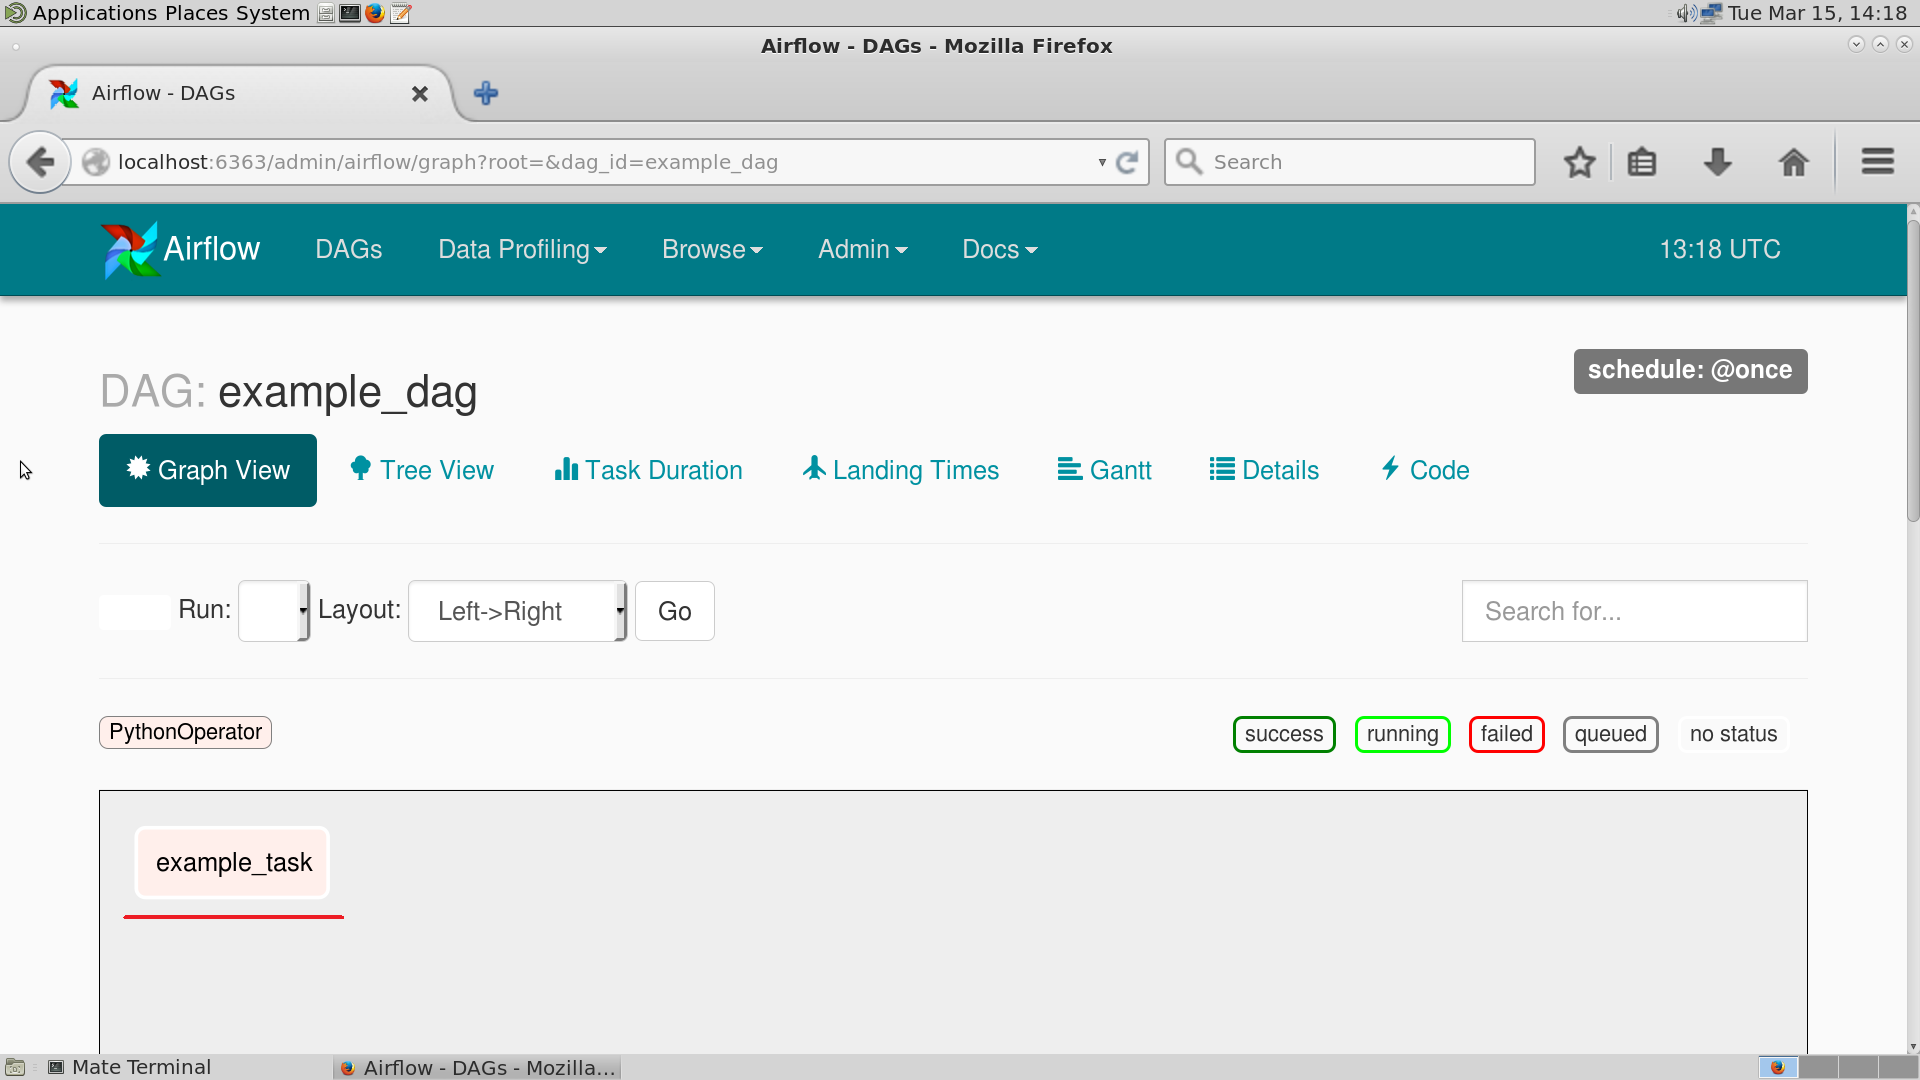 Applications Places System Tue Mar 15, 14:18
Airflow - DAGs - Mozilla Firefox
Airflow - DAGs
localhost:6363/admin/airflow/graph?root=&dag_id=example_dag Search
Airflow DAGs Data Profiling Browse Admin Docs 13:18 UTC
schedule: @once
DAG: example_dag
Graph View Tree View Task Duration Landing Times Gantt Details Code
Run: Layout: Left->Right Go Search for...
PythonOperator success running failed queued no status
example_task
Mate Terminal Airflow - DAGs - Mozilla...